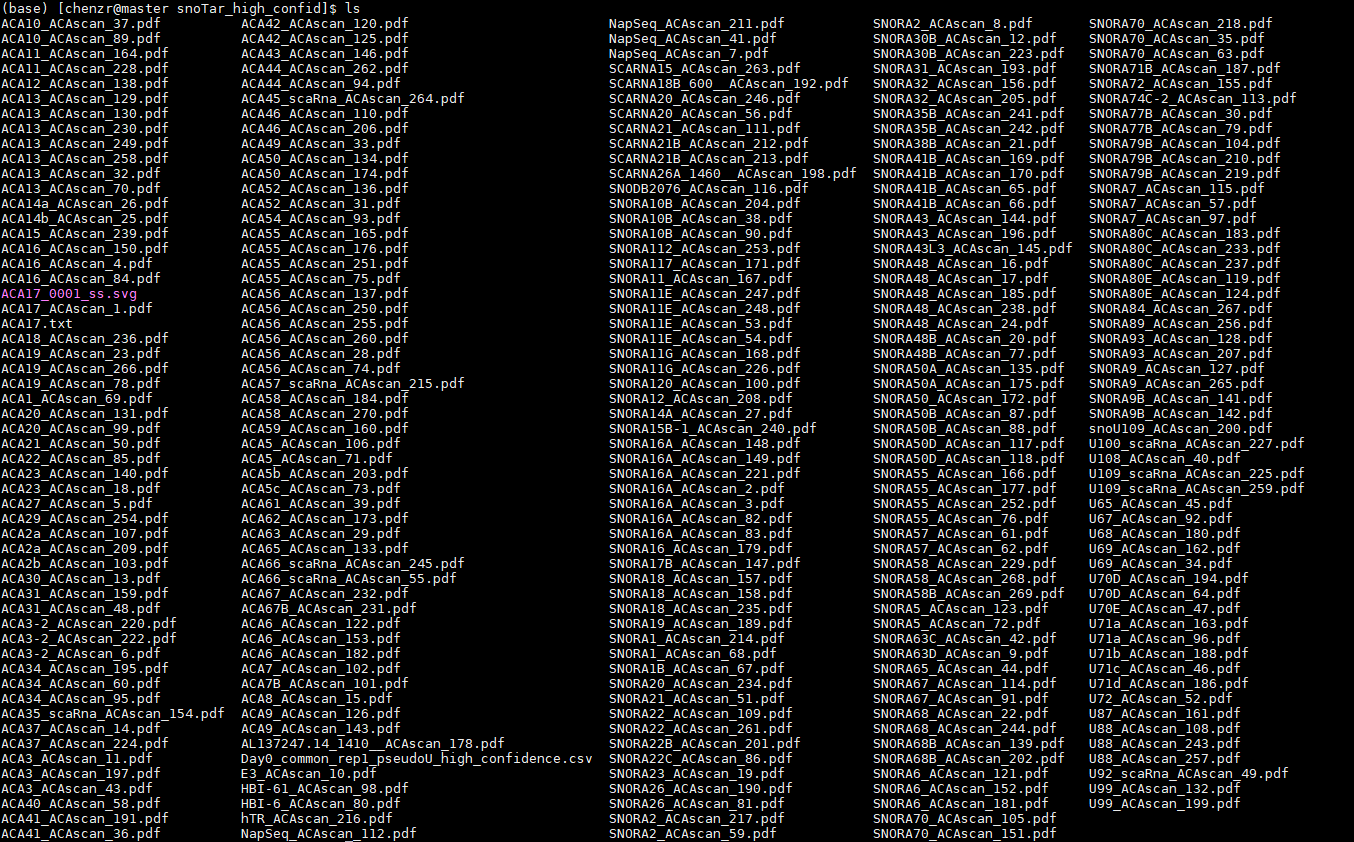 (base) [chenzr@master snoTar_high_confid]$ ls
ACA10_ACAscan_37.pdf ACA42_ACAscan_120.pdf NapSeq_ACAscan_211.pdf SNORA2_ACAscan_8.pdf SNORA70_ACAscan_218.pdf
ACA10_ACAscan_89.pdf ACA42_ACAscan_125.pdf NapSeq_ACAscan_41.pdf SNORA30B_ACAscan_12.pdf SNORA70_ACAscan_35.pdf
ACA11_ACAscan_164.pdf ACA43_ACAscan_146.pdf NapSeq_ACAscan_7.pdf SNORA30B_ACAscan_223.pdf SNORA70_ACAscan_63.pdf
ACA11_ACAscan_228.pdf ACA44_ACAscan_262.pdf SCARNA15_ACAscan_263.pdf SNORA31_ACAscan_193.pdf SNORA71B_ACAscan_187.pdf
ACA12_ACAscan_138.pdf ACA44_ACAscan_94.pdf SCARNA18B_600__ACAscan_192.pdf SNORA32_ACAscan_156.pdf SNORA72_ACAscan_155.pdf
ACA13_ACAscan_129.pdf ACA45_scaRna_ACAscan_264.pdf SCARNA20_ACAscan_246.pdf SNORA32_ACAscan_205.pdf SNORA74C-2_ACAscan_113.pdf
ACA13_ACAscan_130.pdf ACA46_ACAscan_110.pdf SCARNA20_ACAscan_56.pdf SNORA35B_ACAscan_241.pdf SNORA77B_ACAscan_30.pdf
ACA13_ACAscan_230.pdf ACA46_ACAscan_206.pdf SCARNA21_ACAscan_111.pdf SNORA35B_ACAscan_242.pdf SNORA77B_ACAscan_79.pdf
ACA13_ACAscan_249.pdf ACA49_ACAscan_33.pdf SCARNA21B_ACAscan_212.pdf SNORA38B_ACAscan_21.pdf SNORA79B_ACAscan_104.pdf
ACA13_ACAscan_258.pdf ACA50_ACAscan_134.pdf SCARNA21B_ACAscan_213.pdf SNORA41B_ACAscan_169.pdf SNORA79B_ACAscan_210.pdf
ACA13_ACAscan_32.pdf ACA50_ACAscan_174.pdf SCARNA26A_1460__ACAscan_198.pdf SNORA41B_ACAscan_170.pdf SNORA79B_ACAscan_219.pdf
ACA13_ACAscan_70.pdf ACA52_ACAscan_136.pdf SNODB2076_ACAscan_116.pdf SNORA41B_ACAscan_65.pdf SNORA7_ACAscan_115.pdf
ACA14a_ACAscan_26.pdf ACA52_ACAscan_31.pdf SNORA10B_ACAscan_204.pdf SNORA41B_ACAscan_66.pdf SNORA7_ACAscan_57.pdf
ACA14b_ACAscan_25.pdf ACA54_ACAscan_93.pdf SNORA10B_ACAscan_38.pdf SNORA43_ACAscan_144.pdf SNORA7_ACAscan_97.pdf
ACA15_ACAscan_239.pdf ACA55_ACAscan_165.pdf SNORA10B_ACAscan_90.pdf SNORA43_ACAscan_196.pdf SNORA80C_ACAscan_183.pdf
ACA16_ACAscan_150.pdf ACA55_ACAscan_176.pdf SNORA112_ACAscan_253.pdf SNORA43L3_ACAscan_145.pdf SNORA80C_ACAscan_233.pdf
ACA16_ACAscan_4.pdf ACA55_ACAscan_251.pdf SNORA117_ACAscan_171.pdf SNORA48_ACAscan_16.pdf SNORA80C_ACAscan_237.pdf
ACA16_ACAscan_84.pdf ACA55_ACAscan_75.pdf SNORA11_ACAscan_167.pdf SNORA48_ACAscan_17.pdf SNORA80E_ACAscan_119.pdf
ACA17_0001_ss.svg ACA56_ACAscan_137.pdf SNORA11E_ACAscan_247.pdf SNORA48_ACAscan_185.pdf SNORA80E_ACAscan_124.pdf
ACA17_ACAscan_1.pdf ACA56_ACAscan_250.pdf SNORA11E_ACAscan_248.pdf SNORA48_ACAscan_238.pdf SNORA84_ACAscan_267.pdf
ACA17.txt ACA56_ACAscan_255.pdf SNORA11E_ACAscan_53.pdf SNORA48_ACAscan_24.pdf SNORA89_ACAscan_256.pdf
ACA18_ACAscan_236.pdf ACA56_ACAscan_260.pdf SNORA11E_ACAscan_54.pdf SNORA48B_ACAscan_20.pdf SNORA93_ACAscan_128.pdf
ACA19_ACAscan_23.pdf ACA56_ACAscan_28.pdf SNORA11G_ACAscan_168.pdf SNORA48B_ACAscan_77.pdf SNORA93_ACAscan_207.pdf
ACA19_ACAscan_266.pdf ACA56_ACAscan_74.pdf SNORA11G_ACAscan_226.pdf SNORA50A_ACAscan_135.pdf SNORA9_ACAscan_127.pdf
ACA19_ACAscan_78.pdf ACA57_scaRna_ACAscan_215.pdf SNORA120_ACAscan_100.pdf SNORA50A_ACAscan_175.pdf SNORA9_ACAscan_265.pdf
ACA1_ACAscan_69.pdf ACA58_ACAscan_184.pdf SNORA12_ACAscan_208.pdf SNORA50_ACAscan_172.pdf SNORA9B_ACAscan_141.pdf
ACA20_ACAscan_131.pdf ACA58_ACAscan_270.pdf SNORA14A_ACAscan_27.pdf SNORA50B_ACAscan_87.pdf SNORA9B_ACAscan_142.pdf
ACA20_ACAscan_99.pdf ACA59_ACAscan_160.pdf SNORA15B-1_ACAscan_240.pdf SNORA50B_ACAscan_88.pdf snoU109_ACAscan_200.pdf
ACA21_ACAscan_50.pdf ACA5_ACAscan_106.pdf SNORA16A_ACAscan_148.pdf SNORA50D_ACAscan_117.pdf U100_scaRna_ACAscan_227.pdf
ACA22_ACAscan_85.pdf ACA5_ACAscan_71.pdf SNORA16A_ACAscan_149.pdf SNORA50D_ACAscan_118.pdf U108_ACAscan_40.pdf
ACA23_ACAscan_140.pdf ACA5b_ACAscan_203.pdf SNORA16A_ACAscan_221.pdf SNORA55_ACAscan_166.pdf U109_scaRna_ACAscan_225.pdf
ACA23_ACAscan_18.pdf ACA5c_ACAscan_73.pdf SNORA16A_ACAscan_2.pdf SNORA55_ACAscan_177.pdf U109_scaRna_ACAscan_259.pdf
ACA27_ACAscan_5.pdf ACA61_ACAscan_39.pdf SNORA16A_ACAscan_3.pdf SNORA55_ACAscan_252.pdf U65_ACAscan_45.pdf
ACA29_ACAscan_254.pdf ACA62_ACAscan_173.pdf SNORA16A_ACAscan_82.pdf SNORA55_ACAscan_76.pdf U67_ACAscan_92.pdf
ACA2a_ACAscan_107.pdf ACA63_ACAscan_29.pdf SNORA16A_ACAscan_83.pdf SNORA57_ACAscan_61.pdf U68_ACAscan_180.pdf
ACA2a_ACAscan_209.pdf ACA65_ACAscan_133.pdf SNORA16_ACAscan_179.pdf SNORA57_ACAscan_62.pdf U69_ACAscan_162.pdf
ACA2b_ACAscan_103.pdf ACA66_scaRna_ACAscan_245.pdf SNORA17B_ACAscan_147.pdf SNORA58_ACAscan_229.pdf U69_ACAscan_34.pdf
ACA30_ACAscan_13.pdf ACA66_scaRna_ACAscan_55.pdf SNORA18_ACAscan_157.pdf SNORA58_ACAscan_268.pdf U70D_ACAscan_194.pdf
ACA31_ACAscan_159.pdf ACA67_ACAscan_232.pdf SNORA18_ACAscan_158.pdf SNORA58B_ACAscan_269.pdf U70D_ACAscan_64.pdf
ACA31_ACAscan_48.pdf ACA67B_ACAscan_231.pdf SNORA18_ACAscan_235.pdf SNORA5_ACAscan_123.pdf U70E_ACAscan_47.pdf
ACA3-2_ACAscan_220.pdf ACA6_ACAscan_122.pdf SNORA19_ACAscan_189.pdf SNORA5_ACAscan_72.pdf U71a_ACAscan_163.pdf
ACA3-2_ACAscan_222.pdf ACA6_ACAscan_153.pdf SNORA1_ACAscan_214.pdf SNORA63C_ACAscan_42.pdf U71a_ACAscan_96.pdf
ACA3-2_ACAscan_6.pdf ACA6_ACAscan_182.pdf SNORA1_ACAscan_68.pdf SNORA63D_ACAscan_9.pdf U71b_ACAscan_188.pdf
ACA34_ACAscan_195.pdf ACA7_ACAscan_102.pdf SNORA1B_ACAscan_67.pdf SNORA65_ACAscan_44.pdf U71c_ACAscan_46.pdf
ACA34_ACAscan_60.pdf ACA7B_ACAscan_101.pdf SNORA20_ACAscan_234.pdf SNORA67_ACAscan_114.pdf U71d_ACAscan_186.pdf
ACA34_ACAscan_95.pdf ACA8_ACAscan_15.pdf SNORA21_ACAscan_51.pdf SNORA67_ACAscan_91.pdf U72_ACAscan_52.pdf
ACA35_scaRna_ACAscan_154.pdf ACA9_ACAscan_126.pdf SNORA22_ACAscan_109.pdf SNORA68_ACAscan_22.pdf U87_ACAscan_161.pdf
ACA37_ACAscan_14.pdf ACA9_ACAscan_143.pdf SNORA22_ACAscan_261.pdf SNORA68_ACAscan_244.pdf U88_ACAscan_108.pdf
ACA37_ACAscan_224.pdf AL137247.14_1410__ACAscan_178.pdf SNORA22B_ACAscan_201.pdf SNORA68B_ACAscan_139.pdf U88_ACAscan_243.pdf
ACA3_ACAscan_11.pdf Day0_common_rep1_pseudoU_high_confidence.csv SNORA22C_ACAscan_86.pdf SNORA68B_ACAscan_202.pdf U88_ACAscan_257.pdf
ACA3_ACAscan_197.pdf E3_ACAscan_10.pdf SNORA23_ACAscan_19.pdf SNORA6_ACAscan_121.pdf U92_scaRna_ACAscan_49.pdf
ACA3_ACAscan_43.pdf HBI-61_ACAscan_98.pdf SNORA26_ACAscan_190.pdf SNORA6_ACAscan_152.pdf U99_ACAscan_132.pdf
ACA40_ACAscan_58.pdf HBI-6_ACAscan_80.pdf SNORA26_ACAscan_81.pdf SNORA6_ACAscan_181.pdf U99_ACAscan_199.pdf
ACA41_ACAscan_191.pdf hTR_ACAscan_216.pdf SNORA2_ACAscan_217.pdf SNORA70_ACAscan_105.pdf
ACA41_ACAscan_36.pdf NapSeq_ACAscan_112.pdf SNORA2_ACAscan_59.pdf SNORA70_ACAscan_151.pdf